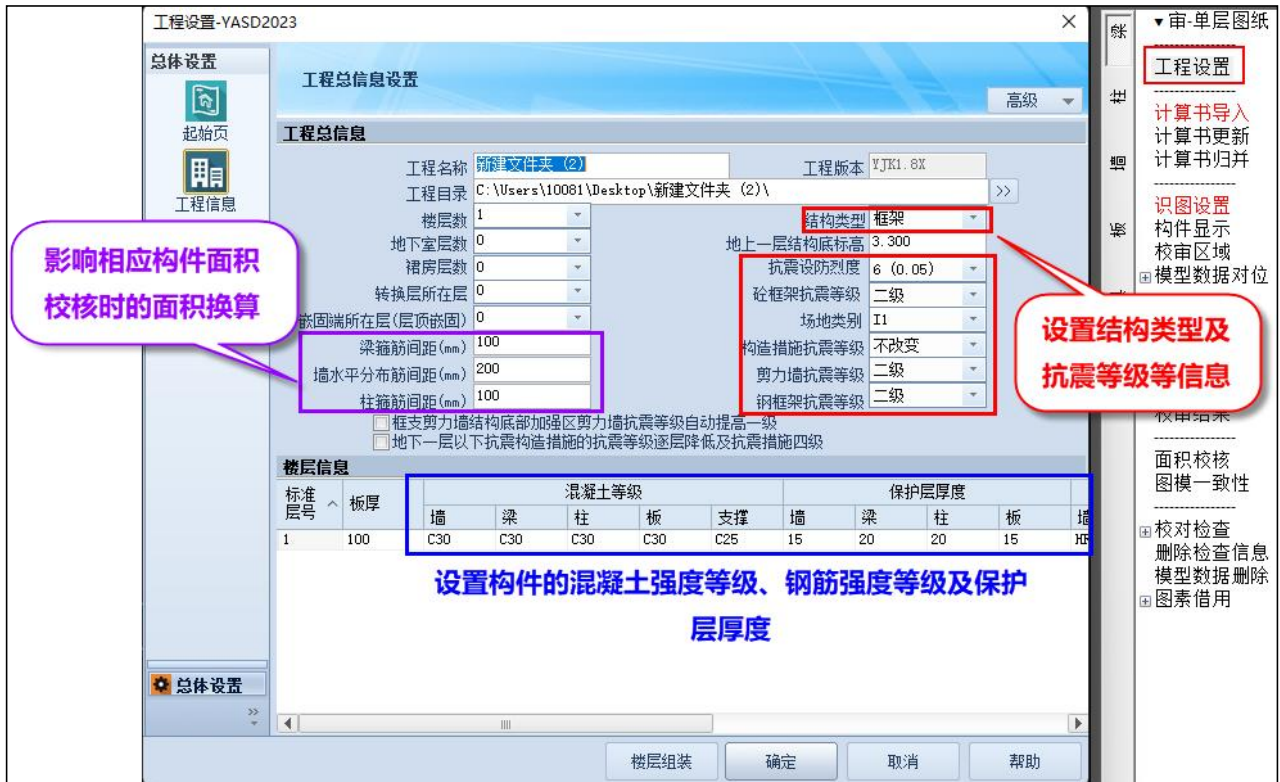 工程设置-YASD2023
总体设置
起始页
工程信息
总体设置
工程总信息设置
高级
工程总信息
工程名称 新建文件夹 (2)
工程版本 YJK1.8X
工程目录 C:\Users\10081\Desktop\新建文件夹 (2)\
>>
楼层数 1
结构类型 框架
地下室层数 0
地上一层结构底标高 3.300
裙房层数 0
抗震设防烈度 6 (0.05)
转换层所在层 0
砼框架抗震等级 二级
嵌固端所在层(层顶嵌固) 0
场地类别 I1
梁箍筋间距(mm) 100
构造措施抗震等级 不改变
墙水平分布筋间距(mm) 200
剪力墙抗震等级 二级
柱箍筋间距(mm) 100
钢框架抗震等级 二级
框支剪力墙结构底部加强区剪力墙抗震等级自动提高一级
地下一层以下抗震构造措施的抗震等级逐层降低及抗震措施四级
影响相应构件面积
校核时的面积换算
设置结构类型及
抗震等级等信息
楼层信息
标准层号 板厚 混凝土等级 保护层厚度
墙 梁 柱 板 支撑 墙 梁 柱 板 墙
1 100 C30 C30 C30 C30 C25 15 20 20 15
设置构件的混凝土强度等级、钢筋强度等级及保护
层厚度
楼层组装 确定 取消 帮助
梁
柱
墙
板
审-单层图纸
工程设置
计算书导入
计算书更新
计算书归并
识图设置
构件显示
校审区域
模型数据对位
校审结果
面积校核
图模一致性
校对检查
删除检查信息
模型数据删除
图素借用